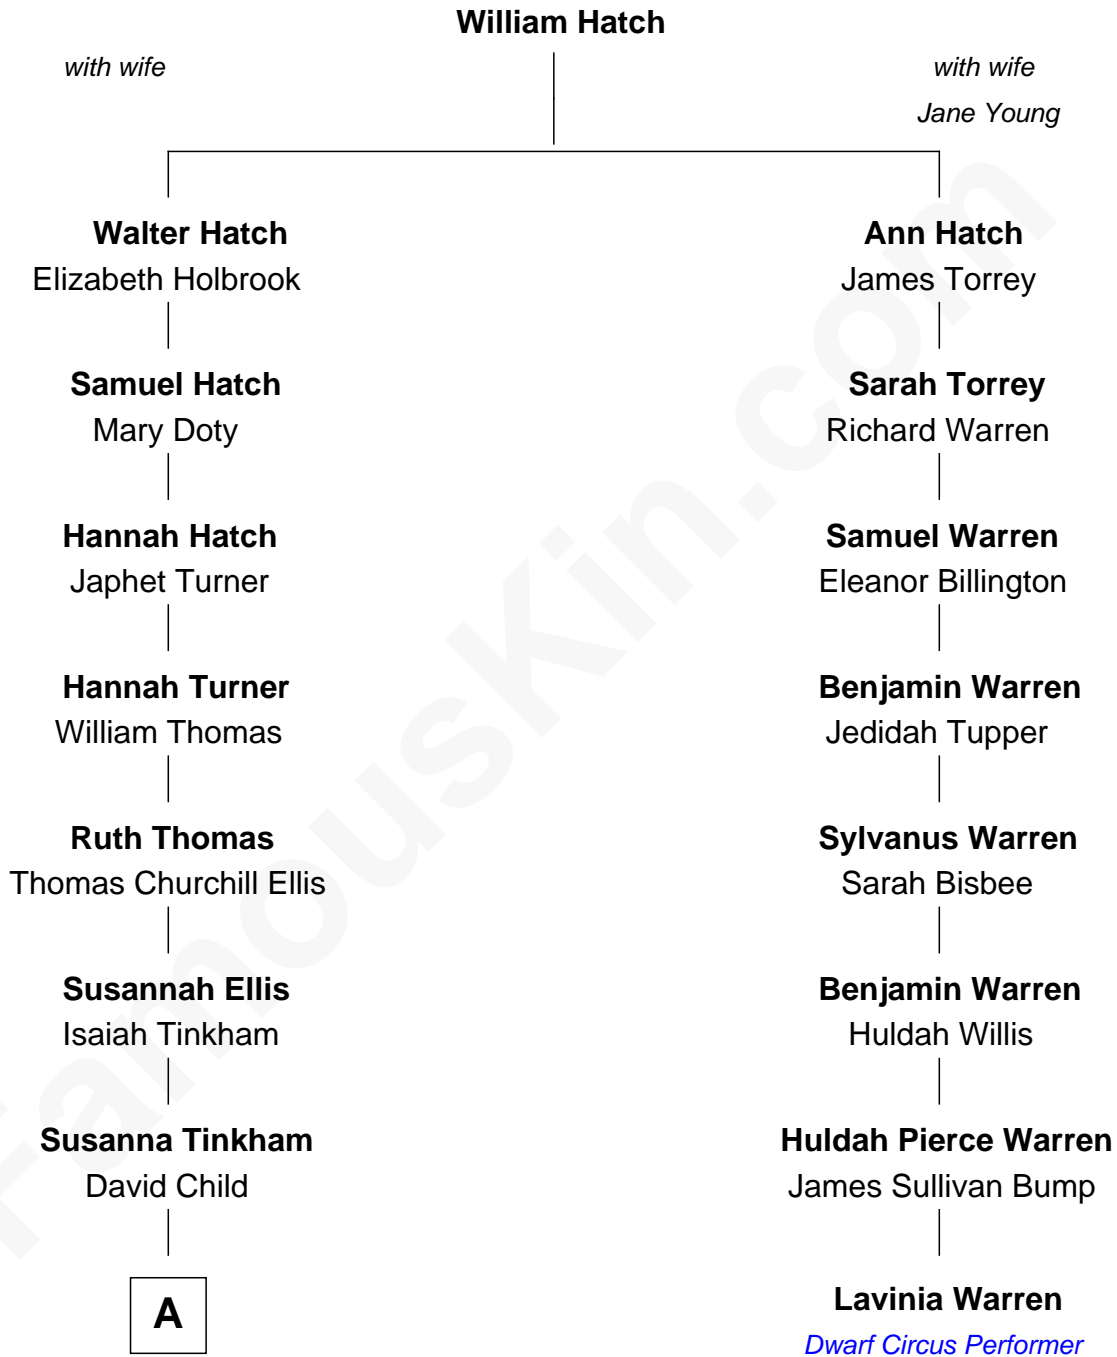 William Hatch
with wife
with wife
Jane Young
Walter Hatch
Elizabeth Holbrook
Ann Hatch
James Torrey
Samuel Hatch
Mary Doty
Sarah Torrey
Richard Warren
Hannah Hatch
Japhet Turner
Samuel Warren
Eleanor Billington
Hannah Turner
William Thomas
Benjamin Warren
Jedidah Tupper
Ruth Thomas
Thomas Churchill Ellis
Sylvanus Warren
Sarah Bisbee
Susannah Ellis
Isaiah Tinkham
Benjamin Warren
Huldah Willis
Susanna Tinkham
David Child
Huldah Pierce Warren
James Sullivan Bump
A
Lavinia Warren
Dwarf Circus Performer
FamousKin.com